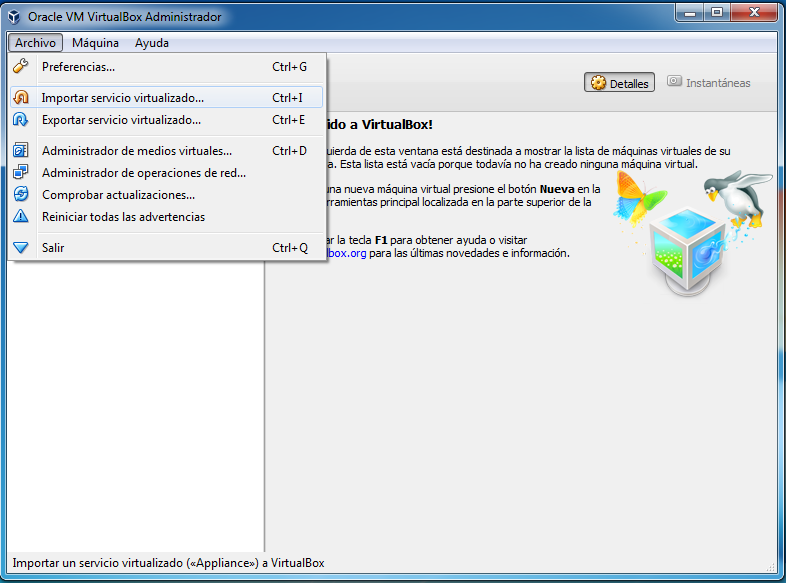 Oracle VM VirtualBox Administrador
Archivo Máquina Ayuda
Preferencias... Ctrl+G
Importar servicio virtualizado... Ctrl+I
Exportar servicio virtualizado... Ctrl+E
Administrador de medios virtuales... Ctrl+D
Administrador de operaciones de red...
Comprobar actualizaciones...
Reiniciar todas las advertencias
Salir Ctrl+Q
Detalles Instantáneas
ido a VirtualBox!
uierda de esta ventana está destinada a mostrar la lista de máquinas virtuales de su
a. Esta lista está vacía porque todavía no ha creado ninguna máquina virtual.
una nueva máquina virtual presione el botón Nueva en la
rramientas principal localizada en la parte superior de la
ar la tecla F1 para obtener ayuda o visitar
lbox.org para las últimas novedades e información.
Importar un servicio virtualizado («Appliance») a VirtualBox